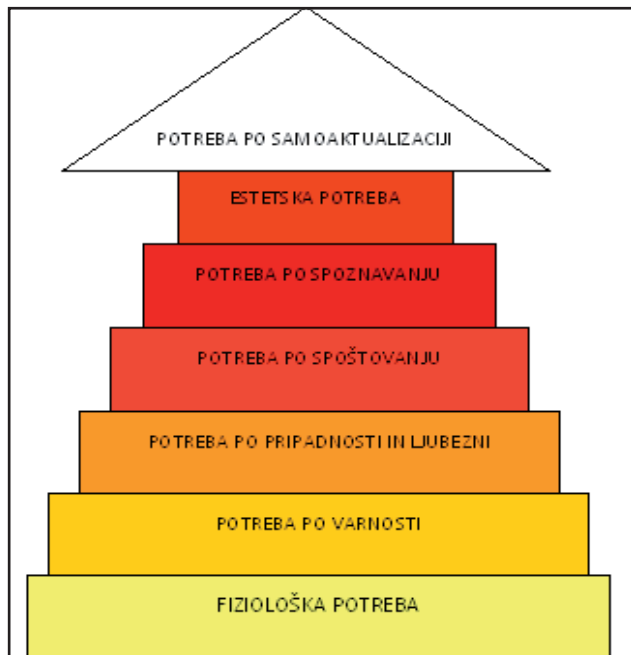 POTREBA PO SAMOAKTUALIZACIJI
ESTETSKA POTREBA
POTREBA PO SPOZNAVANJU
POTREBA PO SPOŠTOVANJU
POTREBA PO PRIPADNOSTI IN LJUBEZNI
POTREBA PO VARNOSTI
FIZIOLOŠKA POTREBA